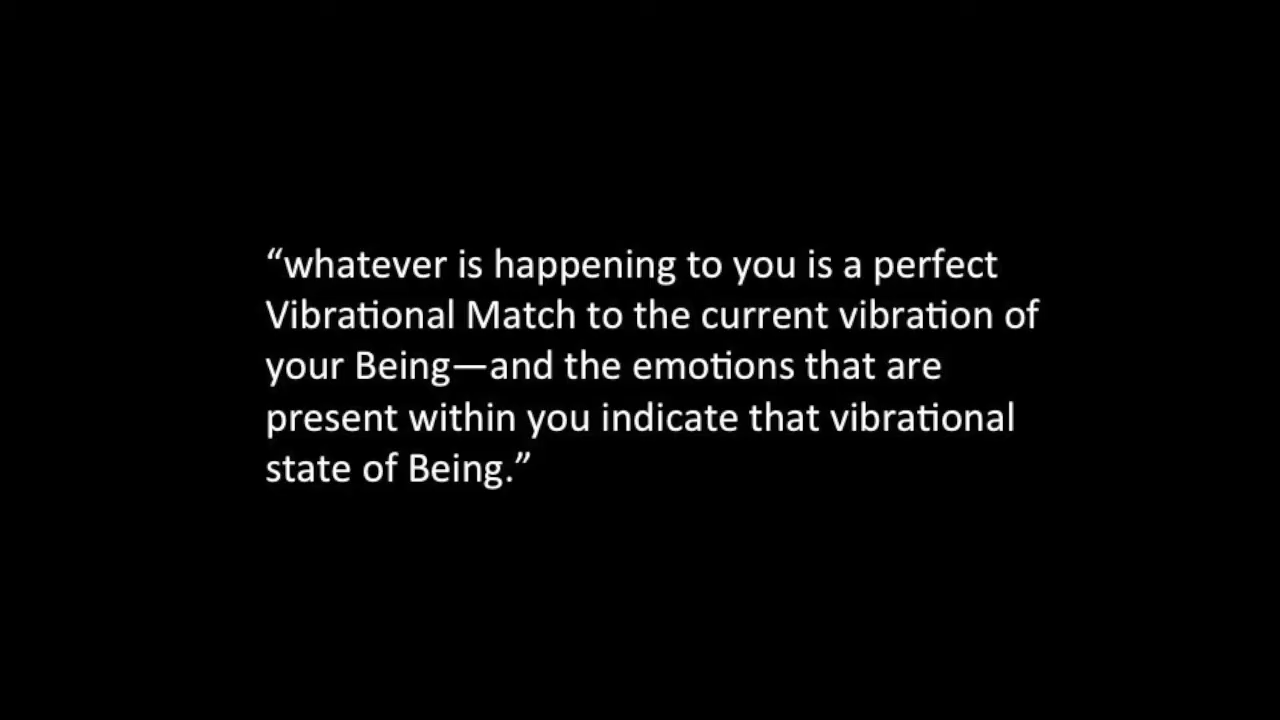 “whatever is happening to you is a perfect
Vibrational Match to the current vibration of
your Being—and the emotions that are
present within you indicate that vibrational
state of Being.”